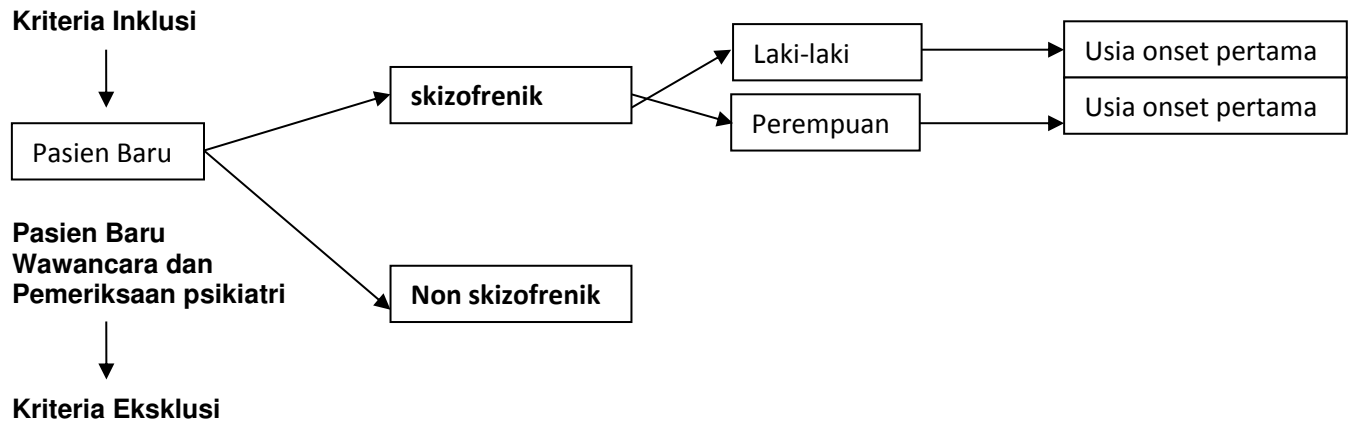 Kriteria Inklusi
Pasien Baru
skizofrenik
Laki-laki
Usia onset pertama
Perempuan
Usia onset pertama
Pasien Baru
Wawancara dan
Pemeriksaan psikiatri
Non skizofrenik
Kriteria Eksklusi